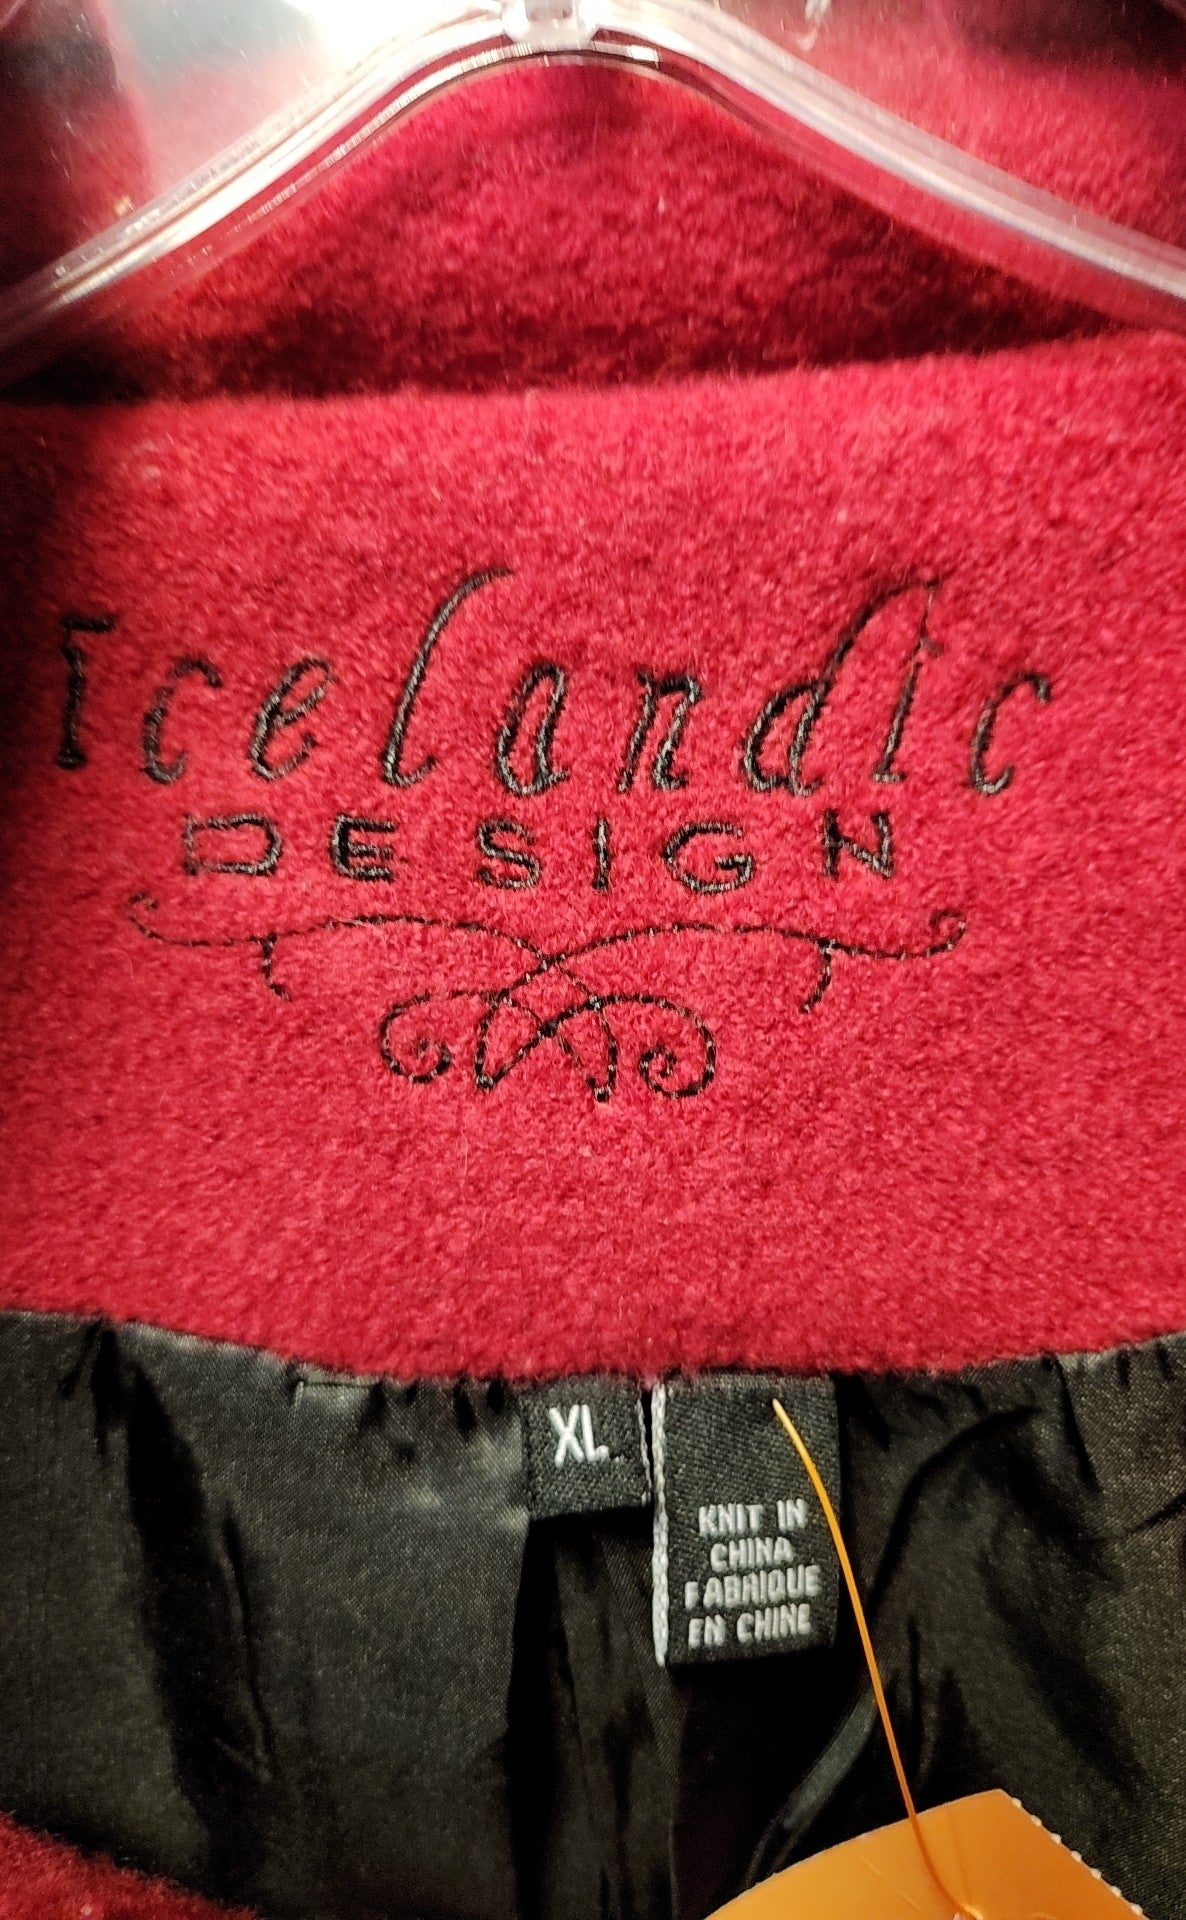 Icelandic
DESIGN
XL
KNIT IN
CHINA
FABRIQUE
EN CHINE